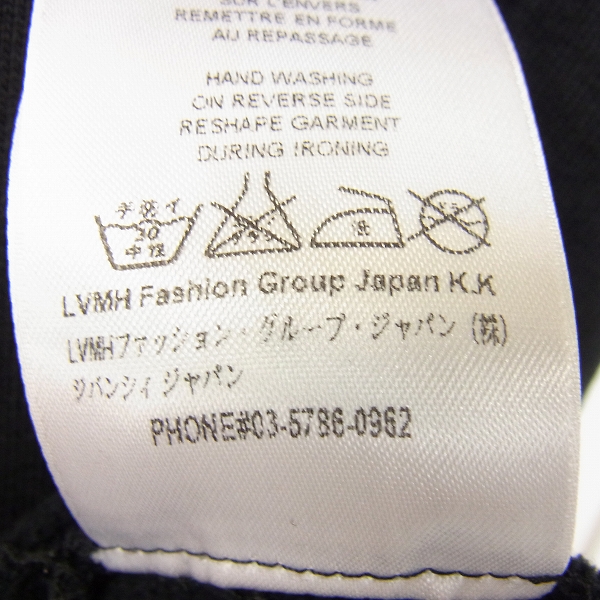 SUR L'ENVERS
REMETTRE EN FORME
AU REPASSAGE
HAND WASHING
ON REVERSE SIDE
RESHAPE GARMENT
DURING IRONING
手洗イ
30
中性
LVMH Fashion Group Japan K.K
LVMHファッション・グループ・ジャパン (株)
ジバンシィ ジャパン
PHONE#03-5786-0962